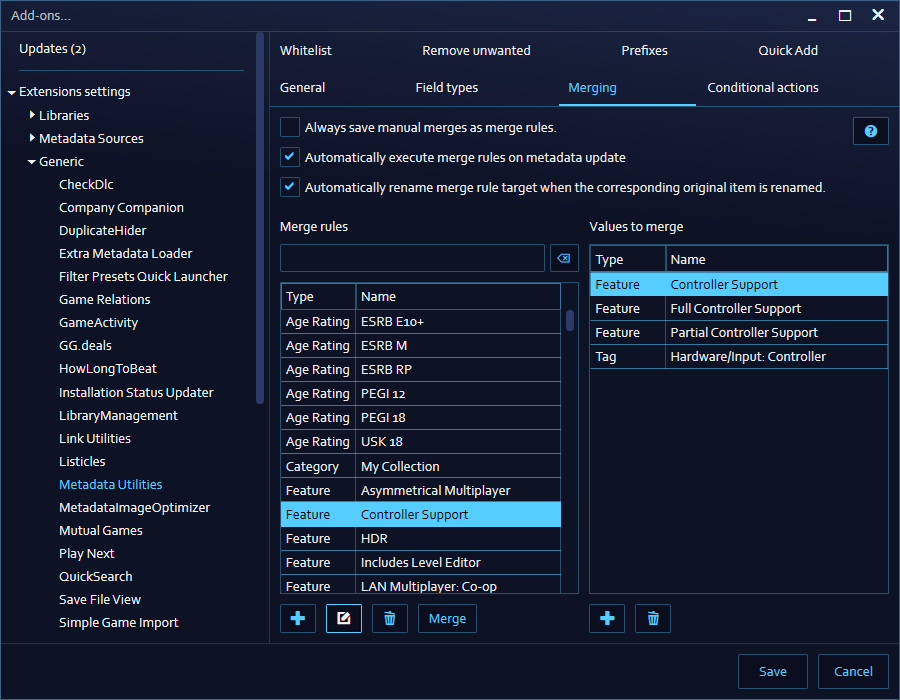 Add-ons...
Updates (2)
Extensions settings
Libraries
Metadata Sources
Generic
CheckDlc
Company Companion
DuplicateHider
Extra Metadata Loader
Filter Presets Quick Launcher
Game Relations
GameActivity
GG.deals
HowLongToBeat
Installation Status Updater
LibraryManagement
Link Utilities
Listicles
Metadata Utilities
MetadataImageOptimizer
Mutual Games
Play Next
QuickSearch
Save File View
Simple Game Import
Whitelist Remove unwanted Prefixes Quick Add
General Field types Merging Conditional actions
Always save manual merges as merge rules.
?
Automatically execute merge rules on metadata update
Automatically rename merge rule target when the corresponding original item is renamed.
Merge rules
Type Name
Age Rating ESRB E10+
Age Rating ESRB M
Age Rating ESRB RP
Age Rating PEGI 12
Age Rating PEGI 18
Age Rating USK 18
Category My Collection
Feature Asymmetrical Multiplayer
Feature Controller Support
Feature HDR
Feature Includes Level Editor
Feature LAN Multiplayer: Co-op
Merge
Values to merge
Type Name
Feature Controller Support
Feature Full Controller Support
Feature Partial Controller Support
Tag Hardware/Input: Controller
Save Cancel